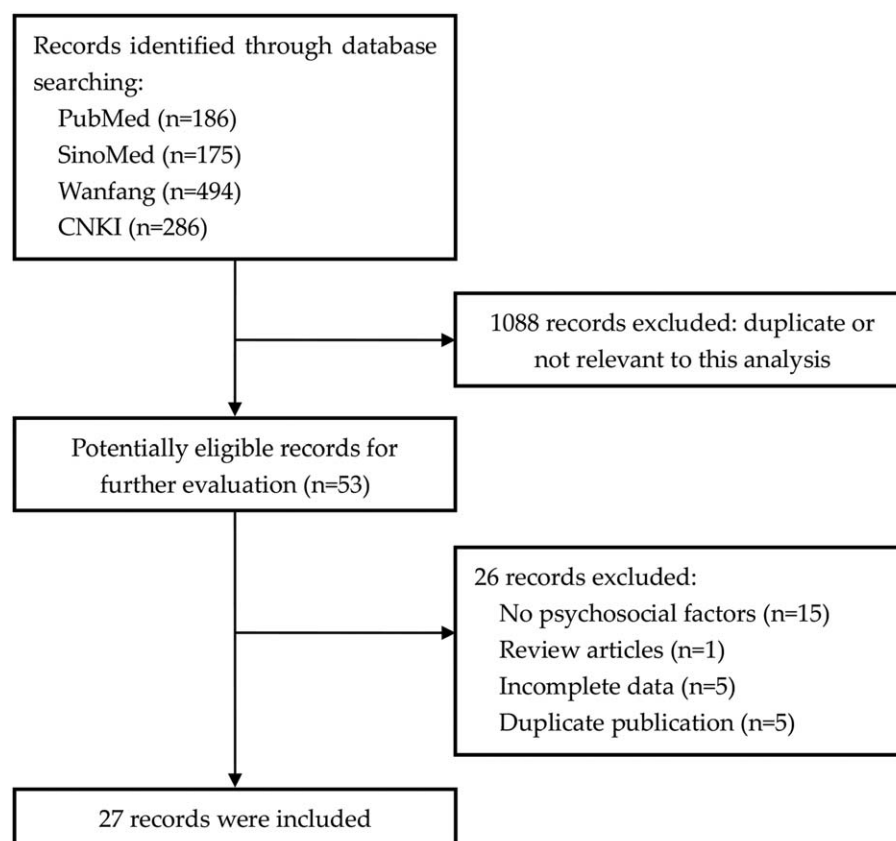 Records identified through database
searching:
PubMed (n=186)
SinoMed (n=175)
Wanfang (n=494)
CNKI (n=286)
1088 records excluded: duplicate or
not relevant to this analysis
Potentially eligible records for
further evaluation (n=53)
26 records excluded:
No psychosocial factors (n=15)
Review articles (n=1)
Incomplete data (n=5)
Duplicate publication (n=5)
27 records were included